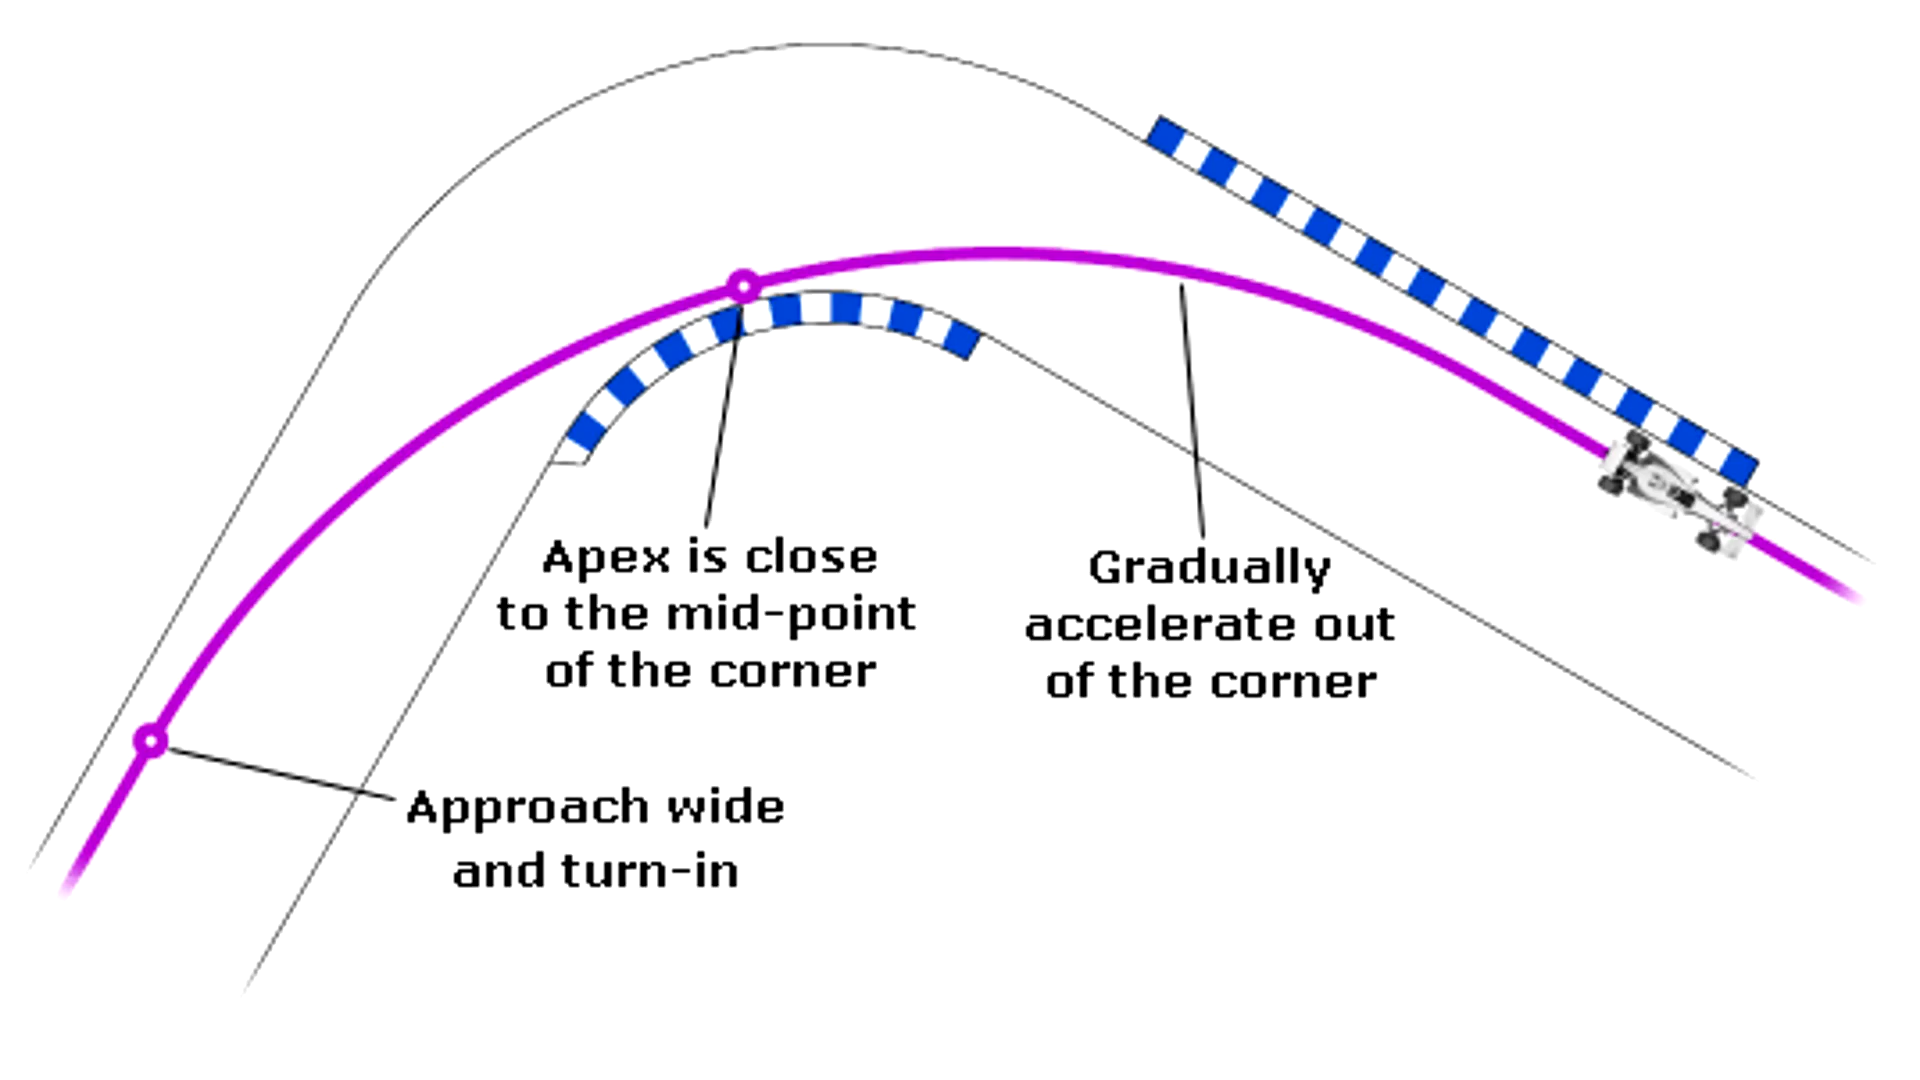 Apex is close
to the mid-point
of the corner
Gradually
accelerate out
of the corner
Approach wide
and turn-in